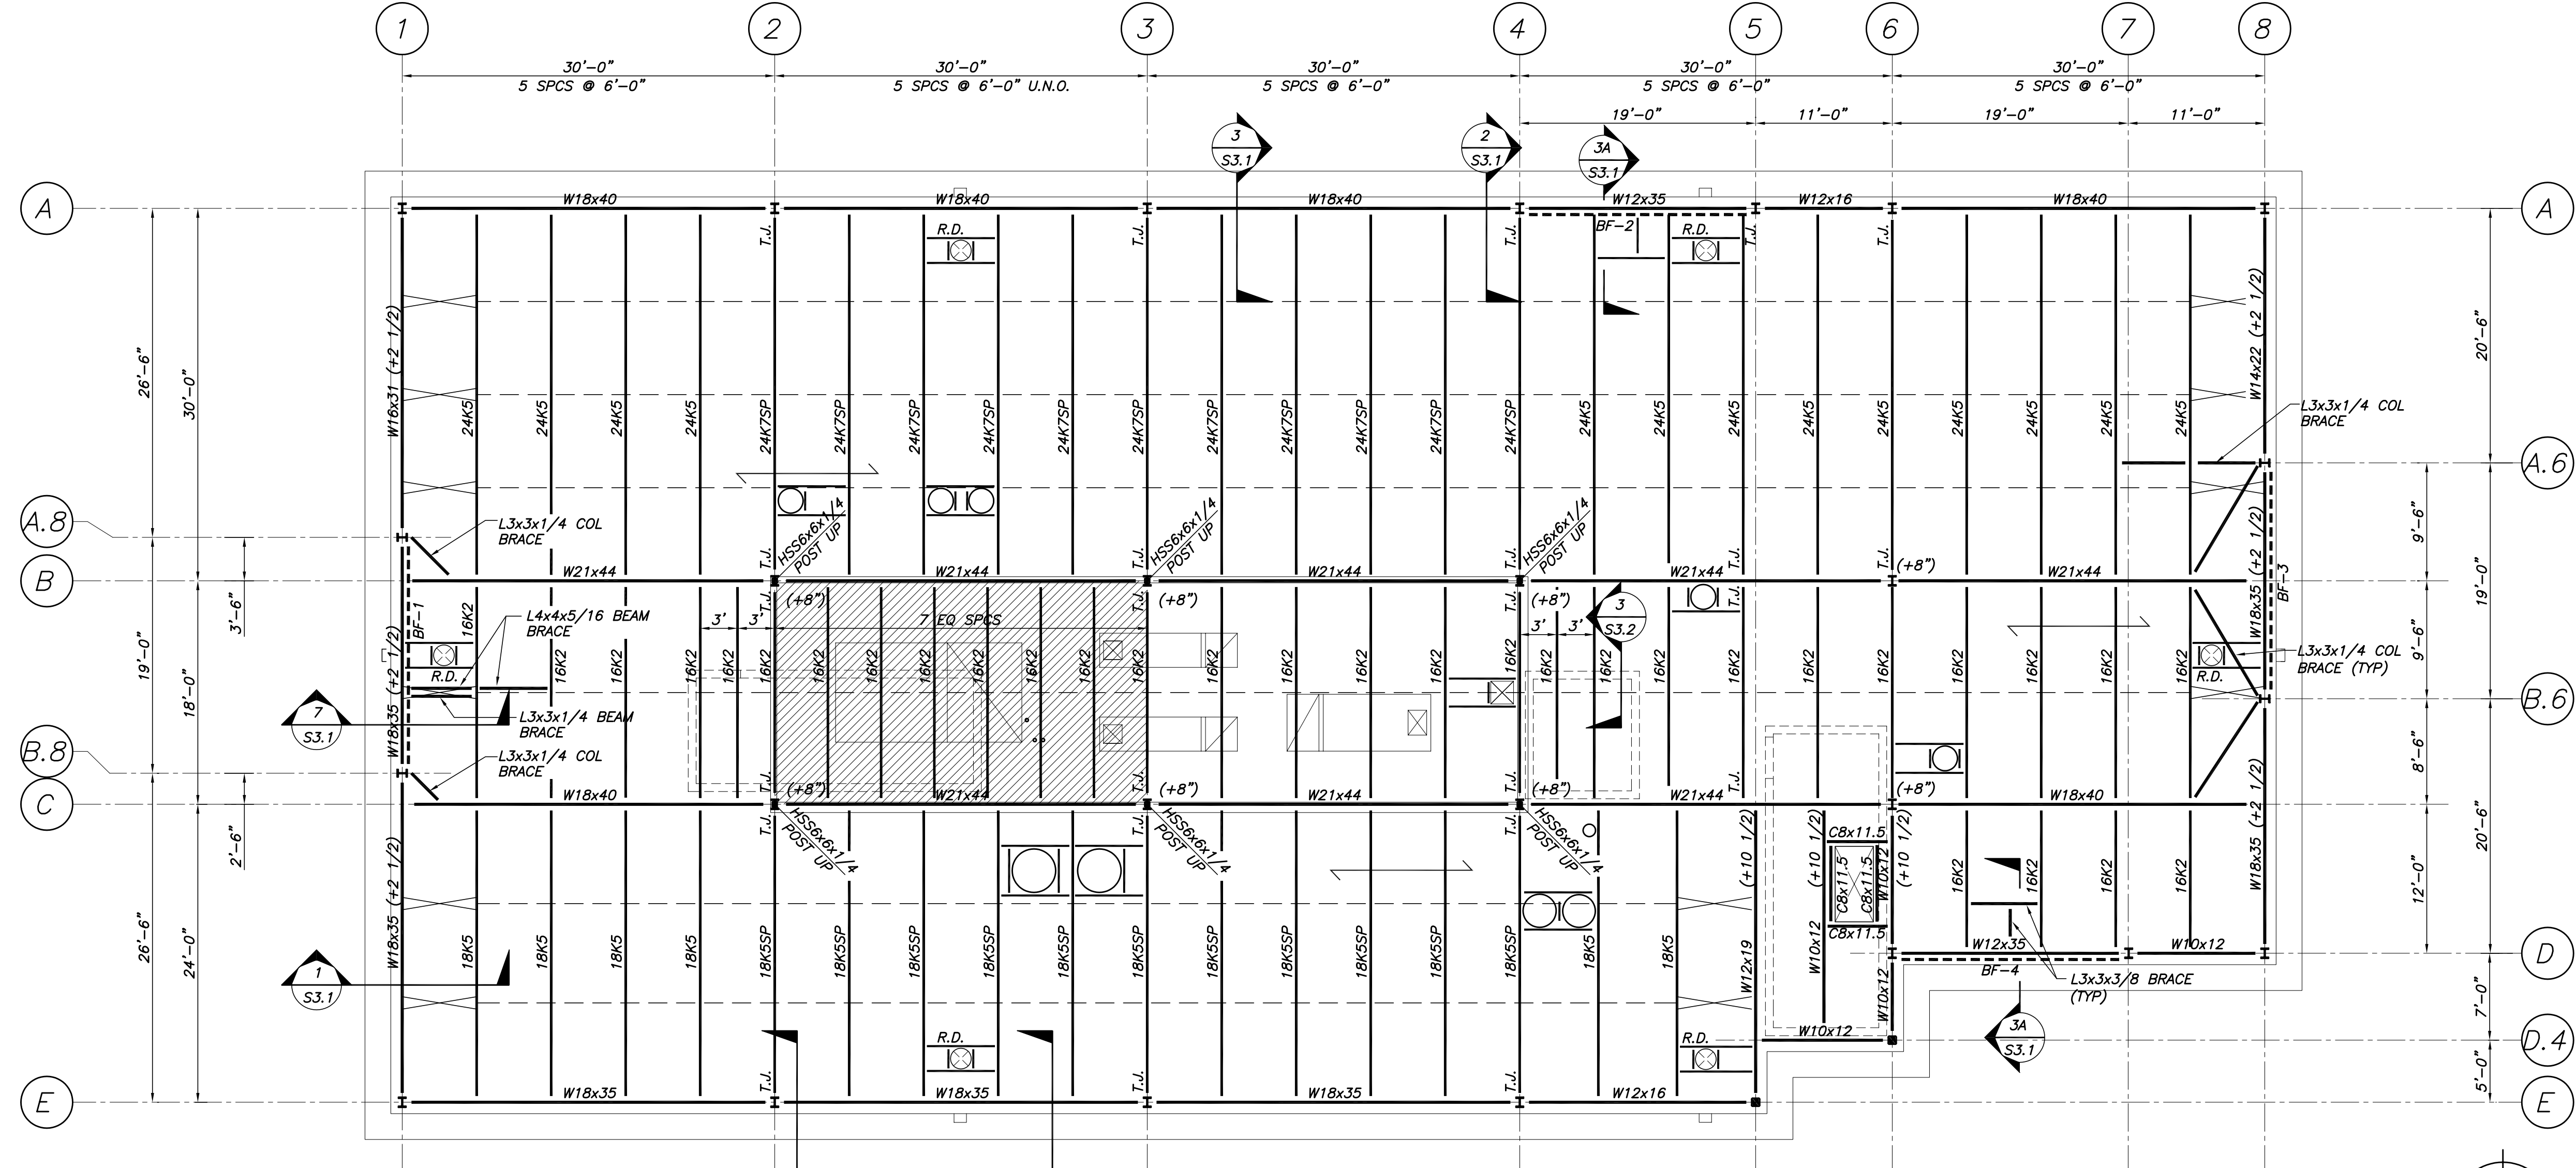 1 2 3 4 5 6 7 8
30'-0" 30'-0" 30'-0" 30'-0" 30'-0"
5 SPCS @ 6'-0" 5 SPCS @ 6'-0" U.N.O. 5 SPCS @ 6'-0" 5 SPCS @ 6'-0" 5 SPCS @ 6'-0"
19'-0" 11'-0" 19'-0" 11'-0"
3 2 3A
S3.1 S3.1 S3.1
A W18x40 W18x40 W18x40 W12x35 W12x16 W18x40 A
T.J. R.D. T.J. T.J. BF-2 R.D. T.J. T.J.
26'-6" 30'-0" 20'-6"
W16x31 (+2 1/2) W14x22 (+2 1/2)
24K5 24K5 24K5 24K5 24K7SP 24K7SP 24K7SP 24K7SP 24K7SP 24K7SP 24K7SP 24K7SP 24K7SP 24K7SP 24K7SP 24K5 24K5 24K5 24K5 24K5 24K5 24K5 24K5 24K5
L3x3x1/4 COL
BRACE
A.6
A.8
L3x3x1/4 COL
BRACE
HSS6x6x1/4
POST UP
HSS6x6x1/4
POST UP
HSS6x6x1/4
POST UP
9'-6"
T.J. T.J. T.J. T.J. T.J.
B W21x44 W21x44 W21x44 W21x44 (+8") W21x44 B
3'-6" 19'-0" 18'-0"
BF-1 BF-3
T.J. (+8") T.J. (+8") T.J. (+8") T.J.
L4x4x5/16 BEAM
BRACE
3' 3' 7 EQ SPCS 3' 3'
3
S3.2
W18x35 (+2 1/2) W18x35 (+2 1/2)
16K2 16K2 16K2 16K2 16K2 16K2 16K2 16K2 16K2 16K2 16K2 16K2 16K2 16K2 16K2 16K2 16K2 16K2 16K2 16K2 16K2 16K2 16K2 16K2 16K2 16K2 16K2 16K2
19'-0" 9'-6"
R.D.
L3x3x1/4 COL
BRACE (TYP)
R.D.
7
S3.1
L3x3x1/4 BEAM
BRACE
B.6
B.8
L3x3x1/4 COL
BRACE
8'-6"
T.J. (+8") T.J. (+8") T.J. (+8") T.J. (+8")
C W18x40 W21x44 W21x44 W21x44 W18x40 C
2'-6"
T.J. T.J. T.J.
HSS6x6x1/4
POST UP
HSS6x6x1/4
POST UP
HSS6x6x1/4
POST UP
W18x35 (+2 1/2) (+10 1/2) (+10 1/2) (+10 1/2) W18x35 (+2 1/2)
C8x11.5
C8x11.5 C8x11.5 W10x12
C8x11.5
16K2 16K2 16K2 16K2
20'-6" 12'-0"
26'-6" 24'-0"
18K5 18K5 18K5 18K5 18K5SP 18K5SP 18K5SP 18K5SP 18K5SP 18K5SP 18K5SP 18K5SP 18K5SP 18K5SP 18K5SP 18K5 18K5 W12x19 W10x12
W12x35 W10x12 D
BF-4
L3x3x3/8 BRACE
(TYP)
1
S3.1
W10x12
7'-0"
3A
S3.1
R.D. R.D. W10x12 D.4
5'-0"
T.J. T.J. T.J.
E W18x35 W18x35 W18x35 W12x16 E